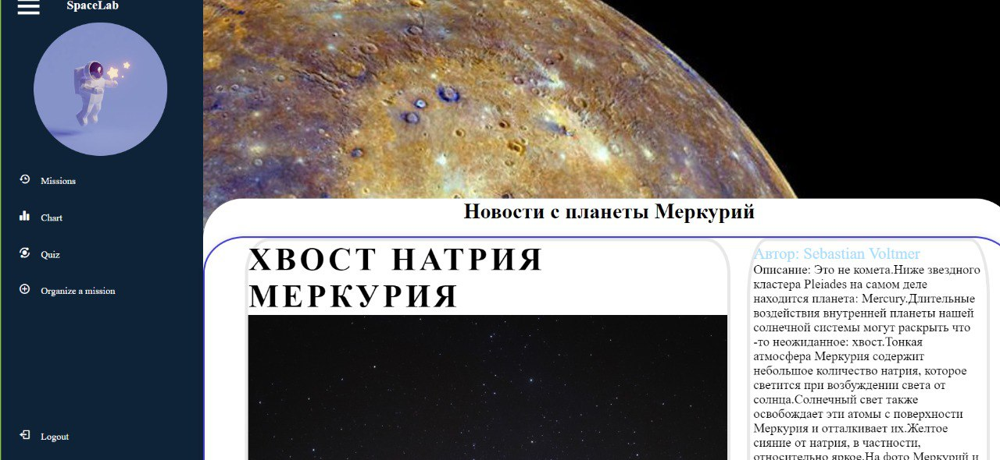 SpaceLab
Missions
Chart
Quiz
Organize a mission
Logout
Новости с планеты Меркурий
ХВОСТ НАТРИЯ
МЕРКУРИЯ
Автор: Sebastian Voltmer
Описание: Это не комета.Ниже звездного
кластера Pleiades на самом деле
находится планета: Mercury.Длительные
воздействия внутренней планеты нашей
солнечной системы могут раскрыть что
-то неожиданное: хвост.Тонкая
атмосфера Меркурия содержит
небольшое количество натрия, которое
светится при возбуждении света от
солнца.Солнечный свет также
освобождает эти атомы с поверхности
Меркурия и отталкивает их.Желтое
сияние от натрия, в частности,
относительно яркое.На фото Меркурий и